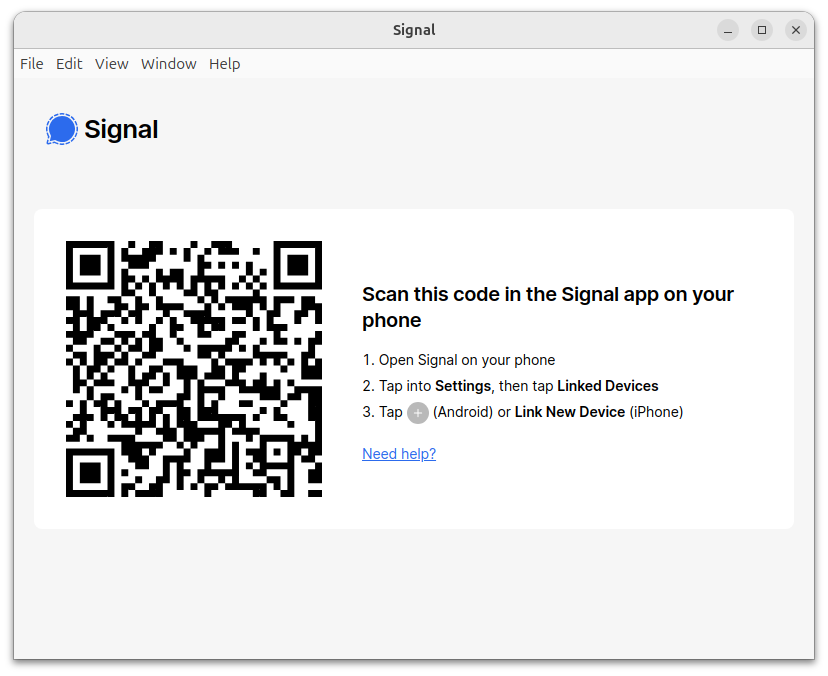 Signal
File Edit View Window Help
Signal
Scan this code in the Signal app on your
phone
1. Open Signal on your phone
2. Tap into Settings, then tap Linked Devices
3. Tap + (Android) or Link New Device (iPhone)
Need help?